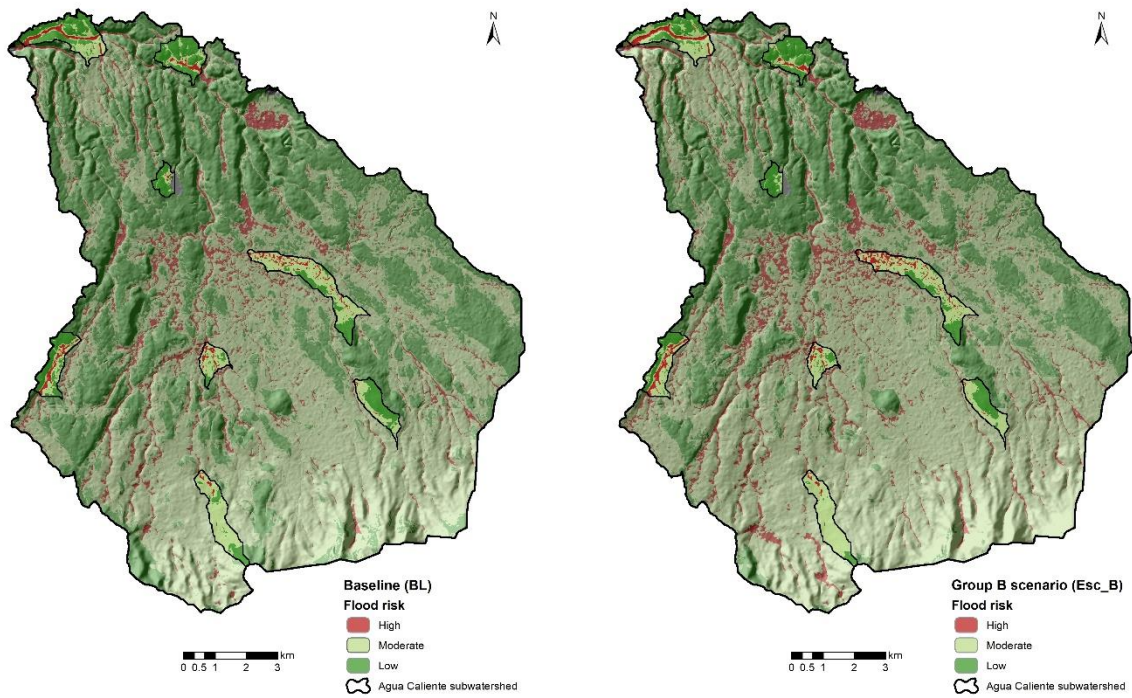 N
Baseline (BL)
Flood risk
High
Moderate
Low
Agua Caliente subwatershed
0 0.5 1 2 3 km
N
Group B scenario (Esc_B)
Flood risk
High
Moderate
Low
Agua Caliente subwatershed
0 0.5 1 2 3 km